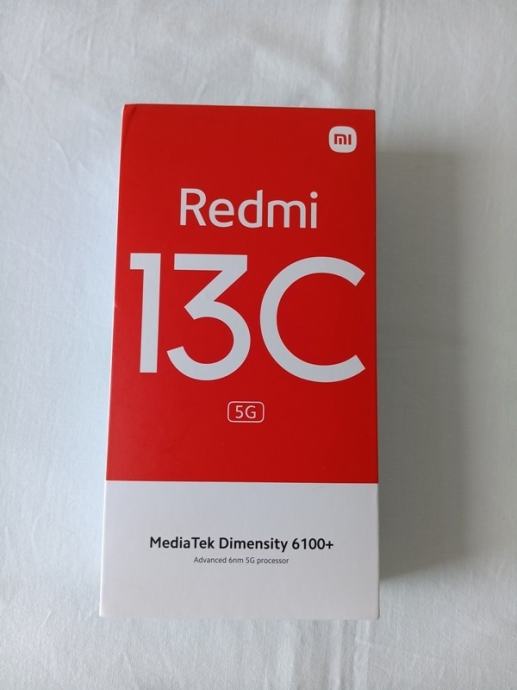 mi
Redmi
13C
5G
MediaTek Dimensity 6100+
Advanced 6nm 5G processor